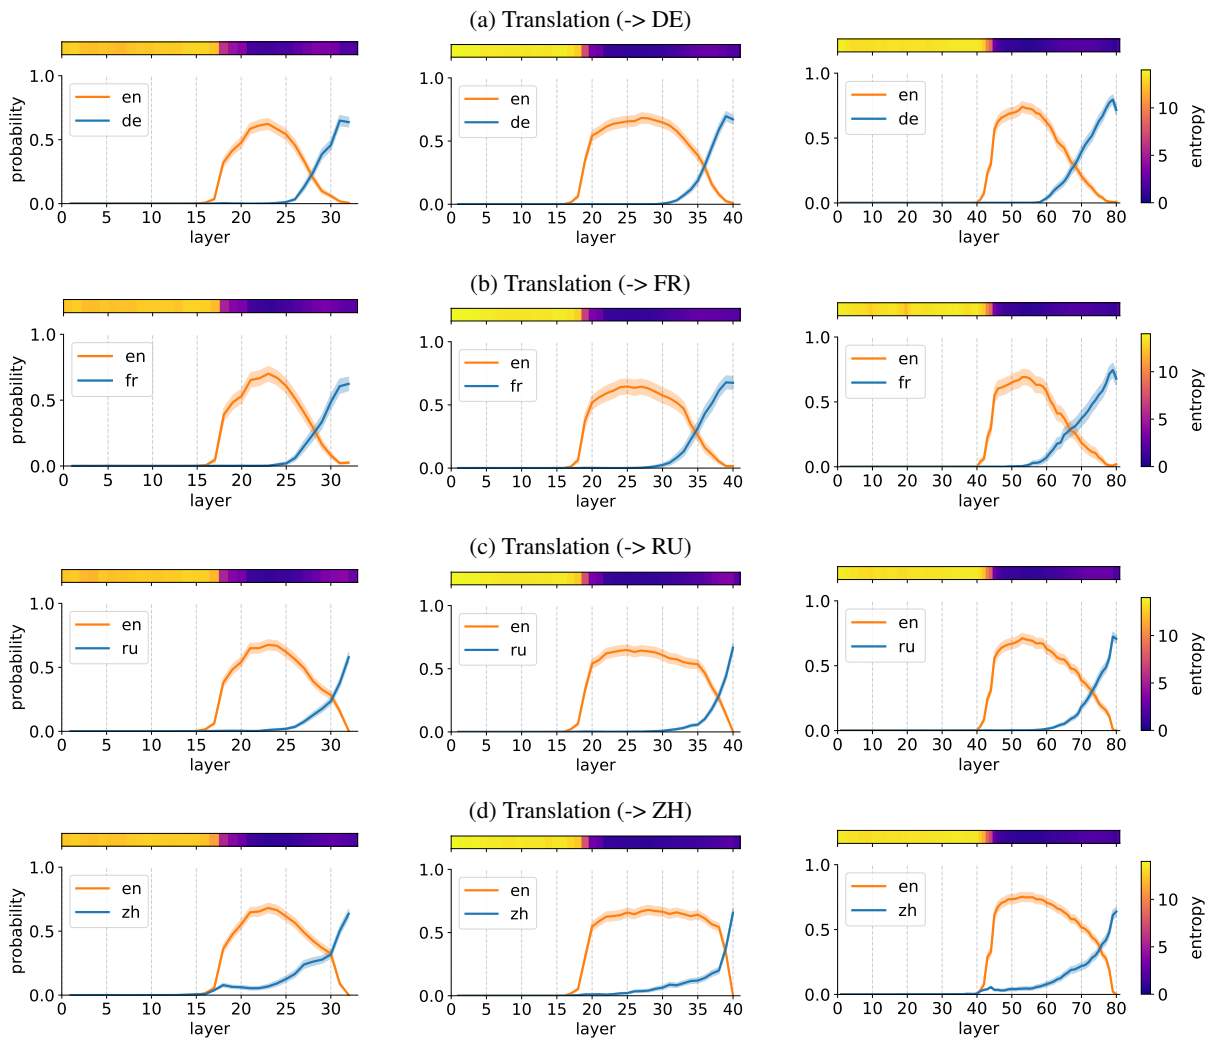 (a) Translation (-> DE)
1.0
0.5
0.0
probability
en
de
0 5 10 15 20 25 30
layer
1.0
0.5
0.0
en
de
0 5 10 15 20 25 30 35 40
layer
1.0
0.5
0.0
en
de
0 10 20 30 40 50 60 70 80
layer
10
5
0
entropy
(b) Translation (-> FR)
1.0
0.5
0.0
probability
en
fr
0 5 10 15 20 25 30
layer
1.0
0.5
0.0
en
fr
0 5 10 15 20 25 30 35 40
layer
1.0
0.5
0.0
en
fr
0 10 20 30 40 50 60 70 80
layer
10
5
0
entropy
(c) Translation (-> RU)
1.0
0.5
0.0
probability
en
ru
0 5 10 15 20 25 30
layer
1.0
0.5
0.0
en
ru
0 5 10 15 20 25 30 35 40
layer
1.0
0.5
0.0
en
ru
0 10 20 30 40 50 60 70 80
layer
10
5
0
entropy
(d) Translation (-> ZH)
1.0
0.5
0.0
probability
en
zh
0 5 10 15 20 25 30
layer
1.0
0.5
0.0
en
zh
0 5 10 15 20 25 30 35 40
layer
1.0
0.5
0.0
en
zh
0 10 20 30 40 50 60 70 80
layer
10
5
0
entropy